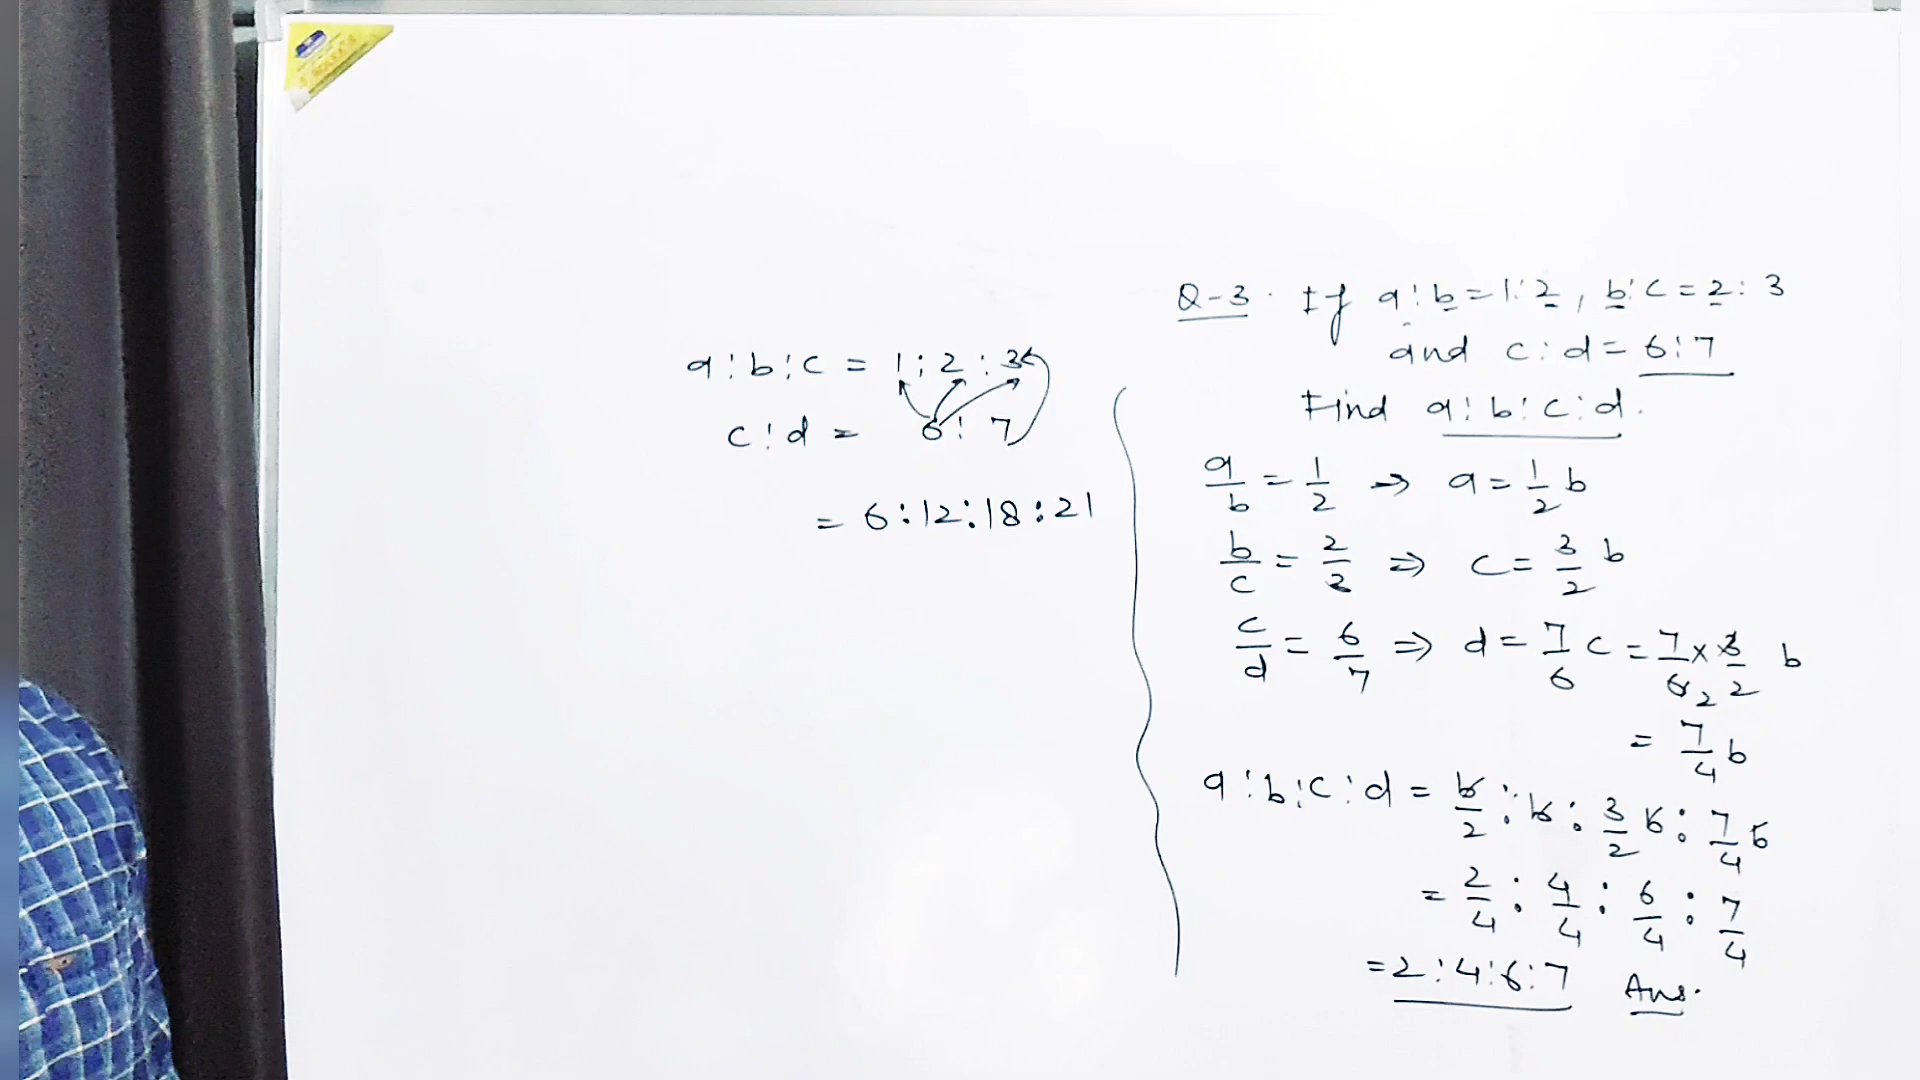 a:b:c = 1:2:3
c:d = 6:7
= 6:12:18:21
Q-3. If a:b=1:2, b:c=2:3
and c:d=6:7
Find a:b:c:d.
a/b = 1/2 → a = 1/2 b
b/c = 2/3 ⇒ c = 3/2 b
c/d = 6/7 ⇒ d = 7/6 c = 7/6 2 × 3/2 b
= 7/4 b
a:b:c:d = b/2 : b : 3/2 b : 7/4 b
= 2/4 : 4/4 : 6/4 : 7/4
= 2:4:6:7 Ans.